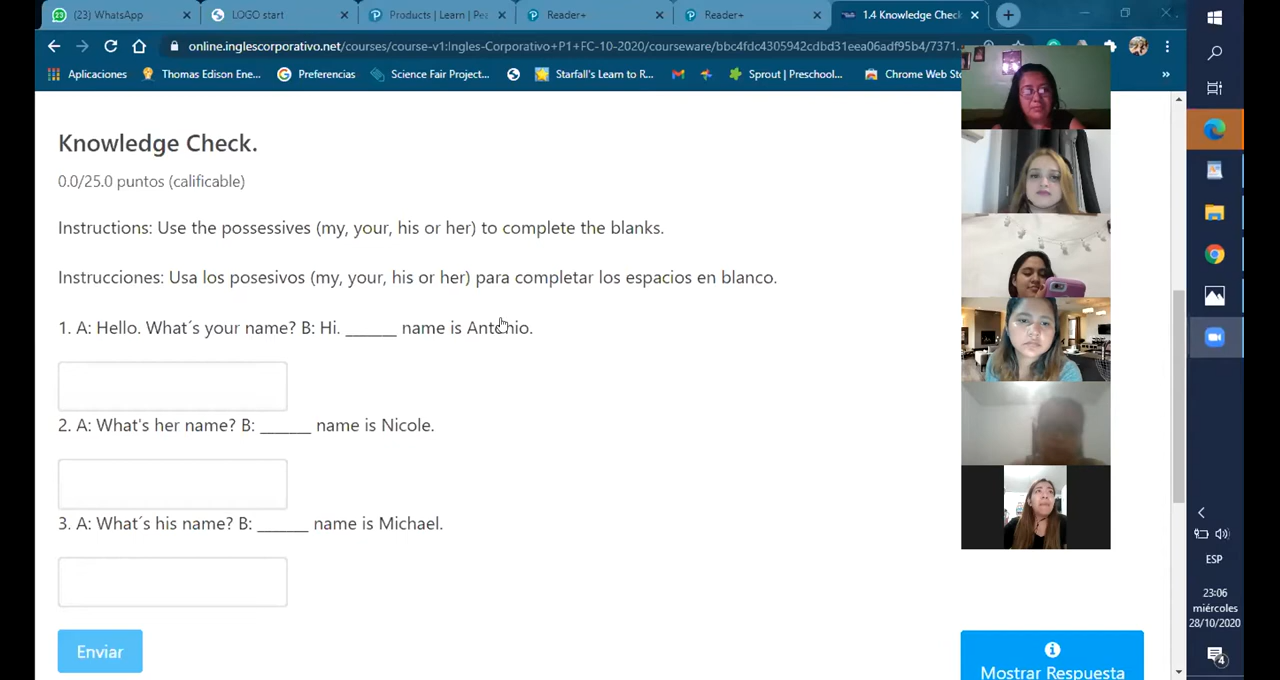 (23) WhatsApp
LOGO start
Products | Learn | Pea
Reader+
Reader+
1.4 Knowledge Check
online.inglescorporativo.net/courses/course-v1:Ingles-Corporativo+P1+FC-10-2020/courseware/bbc4fdc4305942cdbd31eea06adf95b4/7371...
Aplicaciones
Thomas Edison Ene...
Preferencias
Science Fair Project...
Starfall's Learn to R...
Sprout | Preschool...
Chrome Web Sto
Knowledge Check.
0.0/25.0 puntos (calificable)
Instructions: Use the possessives (my, your, his or her) to complete the blanks.
Instrucciones: Usa los posesivos (my, your, his or her) para completar los espacios en blanco.
1. A: Hello. What´s your name? B: Hi. _______ name is Antonio.
2. A: What's her name? B: _______ name is Nicole.
3. A: What´s his name? B: _______ name is Michael.
Enviar
Mostrar Respuesta
ESP
23:06
miércoles
28/10/2020
4